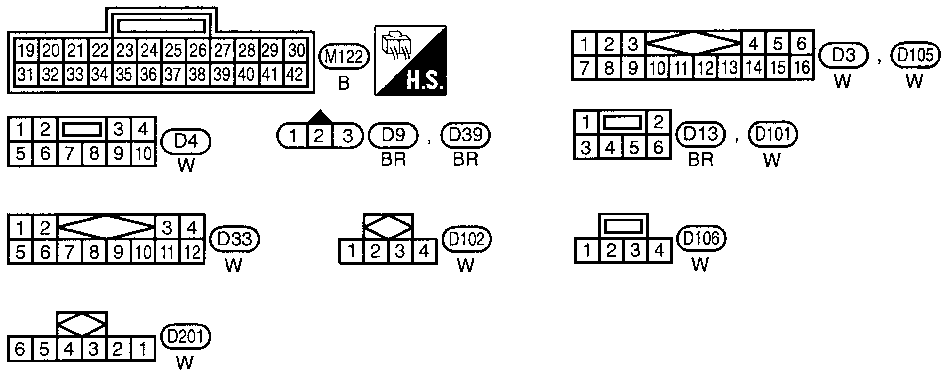 19 20 21 22 23 24 25 26 27 28 29 30
31 32 33 34 35 36 37 38 39 40 41 42
M122
B
H.S.
1 2 3 4 5 6
7 8 9 10 11 12 13 14 15 16
D3 , D105
W W
1 2 3 4
5 6 7 8 9 10
D4
W
1 2 3
D9 , D39
BR BR
1 2
3 4 5 6
D13 , D101
BR W
1 2 3 4
5 6 7 8 9 10 11 12
D33
W
1 2 3 4
D102
W
1 2 3 4
D106
W
6 5 4 3 2 1
D201
W